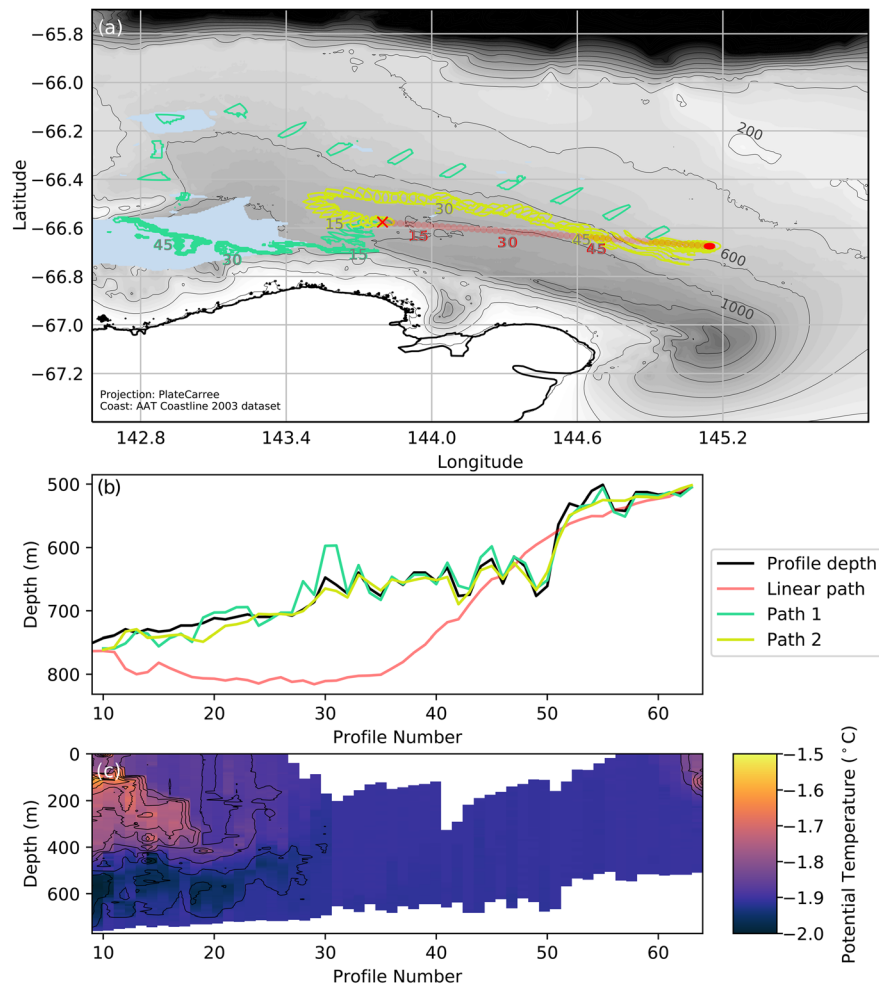 (a)
−65.8
−66.0
−66.2
−66.4
−66.6
−66.8
−67.0
−67.2
Latitude
200
30
15
45
15
30
45
45
30
15
600
1000
Projection: PlateCarree
Coast: AAT Coastline 2003 dataset
142.8 143.4 144.0 144.6 145.2
Longitude
(b)
500
600
700
800
Depth (m)
10 20 30 40 50 60
Profile Number
Profile depth
Linear path
Path 1
Path 2
(c)
0
200
400
600
Depth (m)
10 20 30 40 50 60
Profile Number
−1.5
−1.6
−1.7
−1.8
−1.9
−2.0
Potential Temperature (°C)